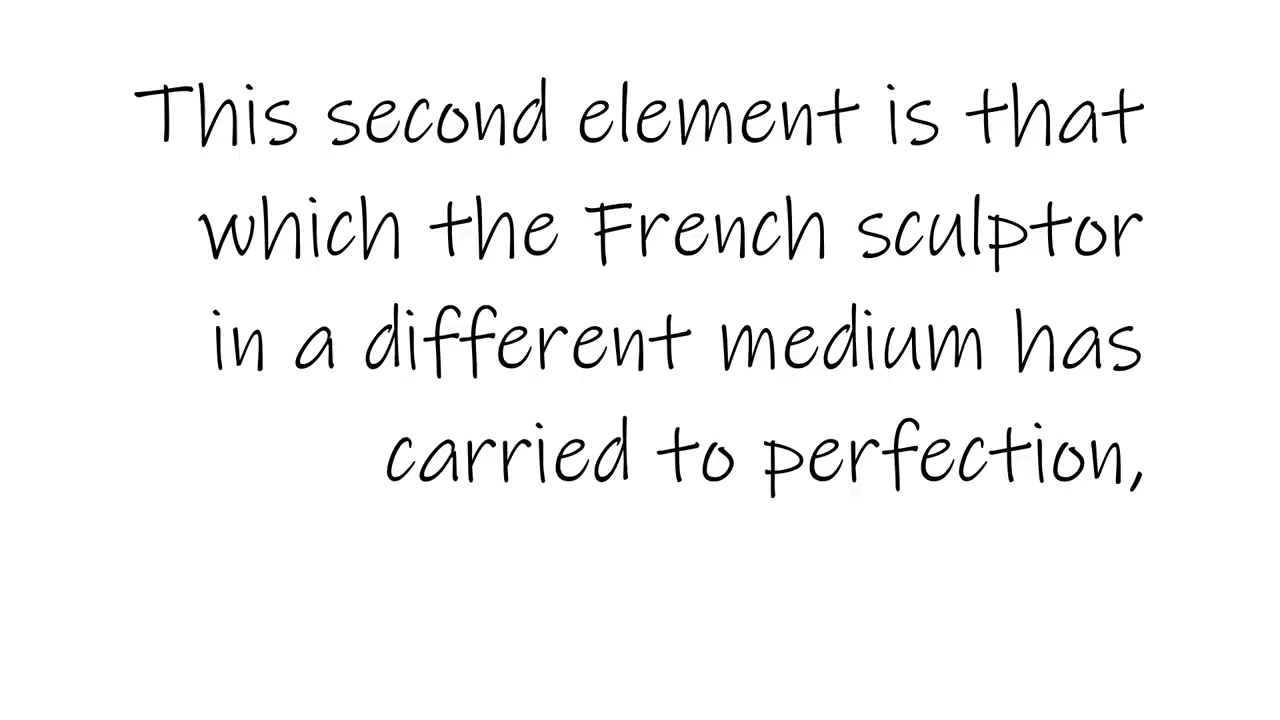 This second element is that
which the French sculptor
in a different medium has
carried to perfection,